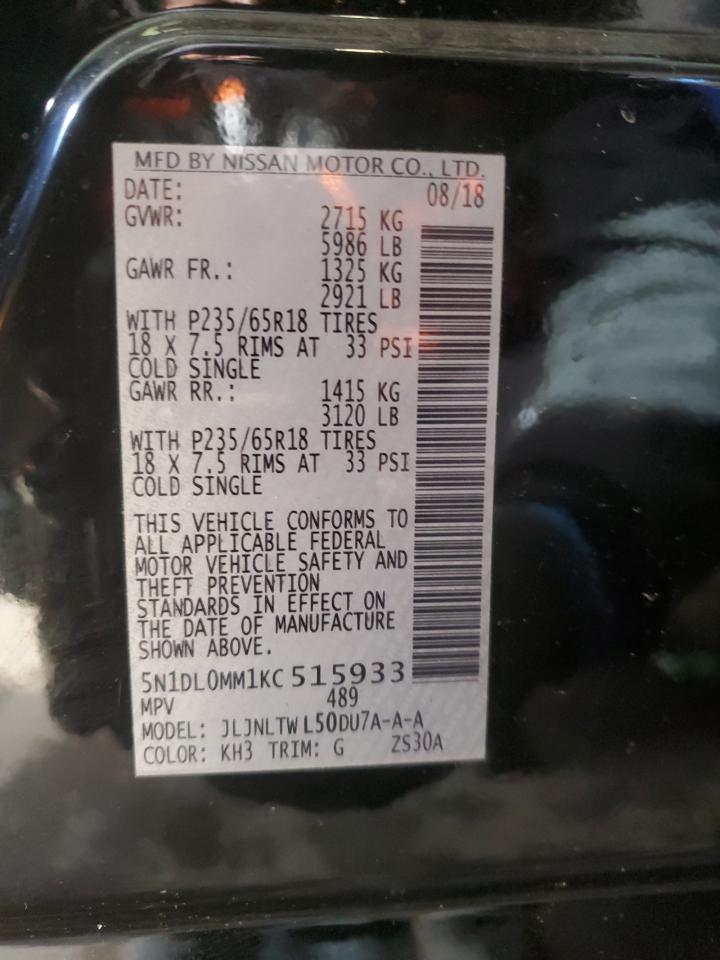 MFD BY NISSAN MOTOR CO., LTD.
DATE: 08/18
GVWR: 2715 KG
5986 LB
GAWR FR.: 1325 KG
2921 LB
WITH P235/65R18 TIRES
18 X 7.5 RIMS AT 33 PSI
COLD SINGLE
GAWR RR.: 1415 KG
3120 LB
WITH P235/65R18 TIRES
18 X 7.5 RIMS AT 33 PSI
COLD SINGLE
THIS VEHICLE CONFORMS TO
ALL APPLICABLE FEDERAL
MOTOR VEHICLE SAFETY AND
THEFT PREVENTION
STANDARDS IN EFFECT ON
THE DATE OF MANUFACTURE
SHOWN ABOVE.
5N1DL0MM1KC515933
MPV 489
MODEL: JLJNLTWL50DU7A-A-A
COLOR: KH3 TRIM: G ZS30A